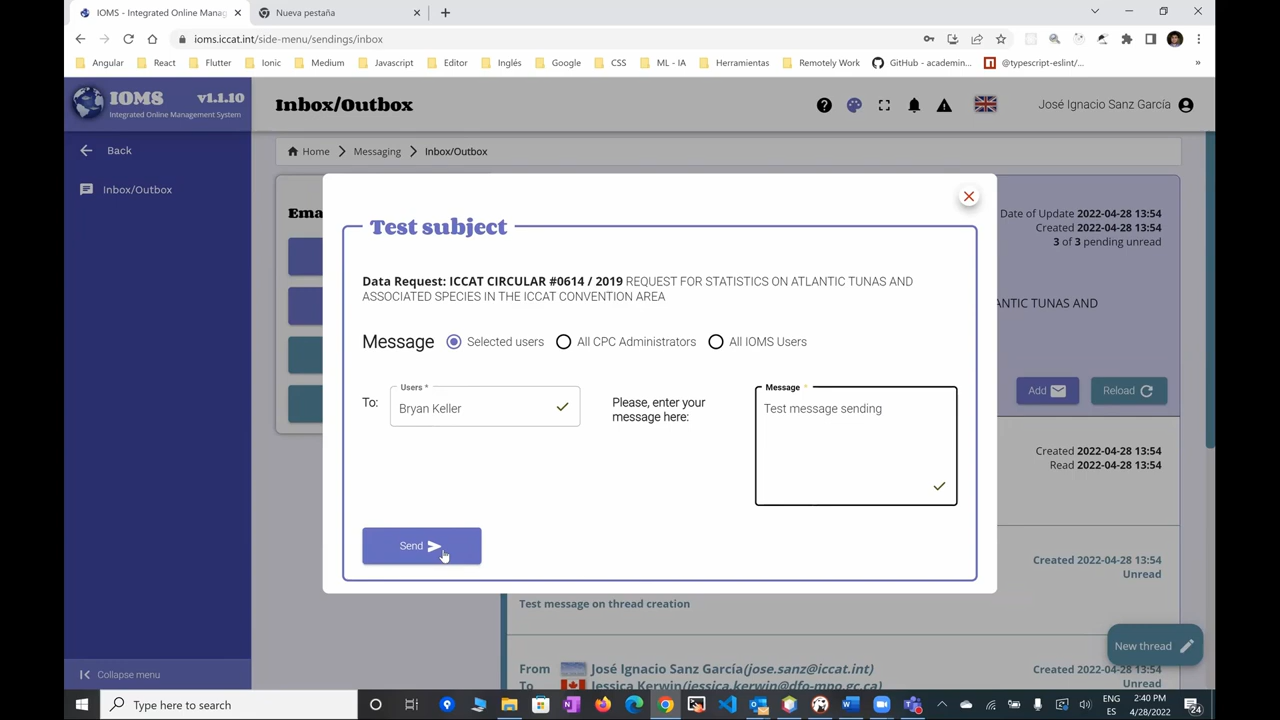 IOMS - Integrated Online Manag
Nueva pestaña
ioms.iccat.int/side-menu/sendings/inbox
Angular
React
Flutter
Ionic
Medium
Javascript
Editor
Inglés
Google
CSS
ML - IA
Herramientas
Remotely Work
GitHub - academin...
@typescript-eslint/...
»
IOMS v1.1.10
Integrated Online Management System
Inbox/Outbox
José Ignacio Sanz García
Back
Inbox/Outbox
Home
Messaging
Inbox/Outbox
Ema
Date of Update 2022-04-28 13:54
Created 2022-04-28 13:54
3 of 3 pending unread
ANTIC TUNAS AND
Add
Reload
Test subject
Data Request: ICCAT CIRCULAR #0614 / 2019 REQUEST FOR STATISTICS ON ATLANTIC TUNAS AND
ASSOCIATED SPECIES IN THE ICCAT CONVENTION AREA
Message
Selected users
All CPC Administrators
All IOMS Users
Users *
To:
Bryan Keller
Please, enter your
message here:
Message *
Test message sending
Send
Created 2022-04-28 13:54
Read 2022-04-28 13:54
Created 2022-04-28 13:54
Unread
Test message on thread creation
From José Ignacio Sanz García(jose.sanz@iccat.int)
To Jessica Kerwin(jessica.kerwin@dfo-mpo.gc.ca)
Created 2022-04-28 13:54
Unread
New thread
Collapse menu
Type here to search
ENG
ES
2:40 PM
4/28/2022
24